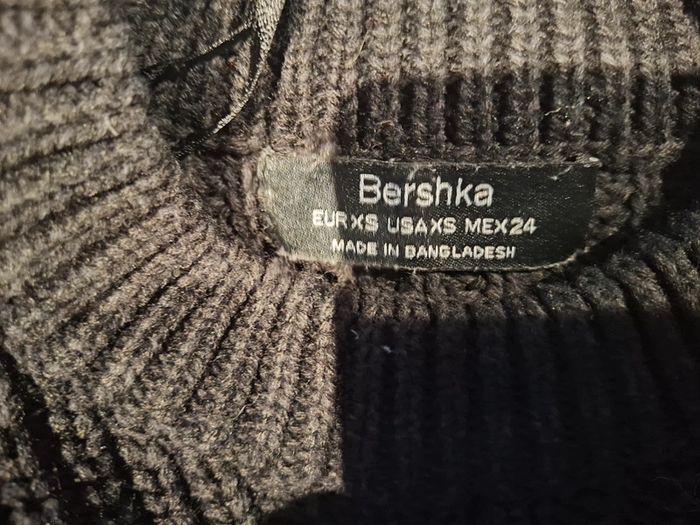 Bershka
EUR XS USA XS MEX 24
MADE IN BANGLADESH